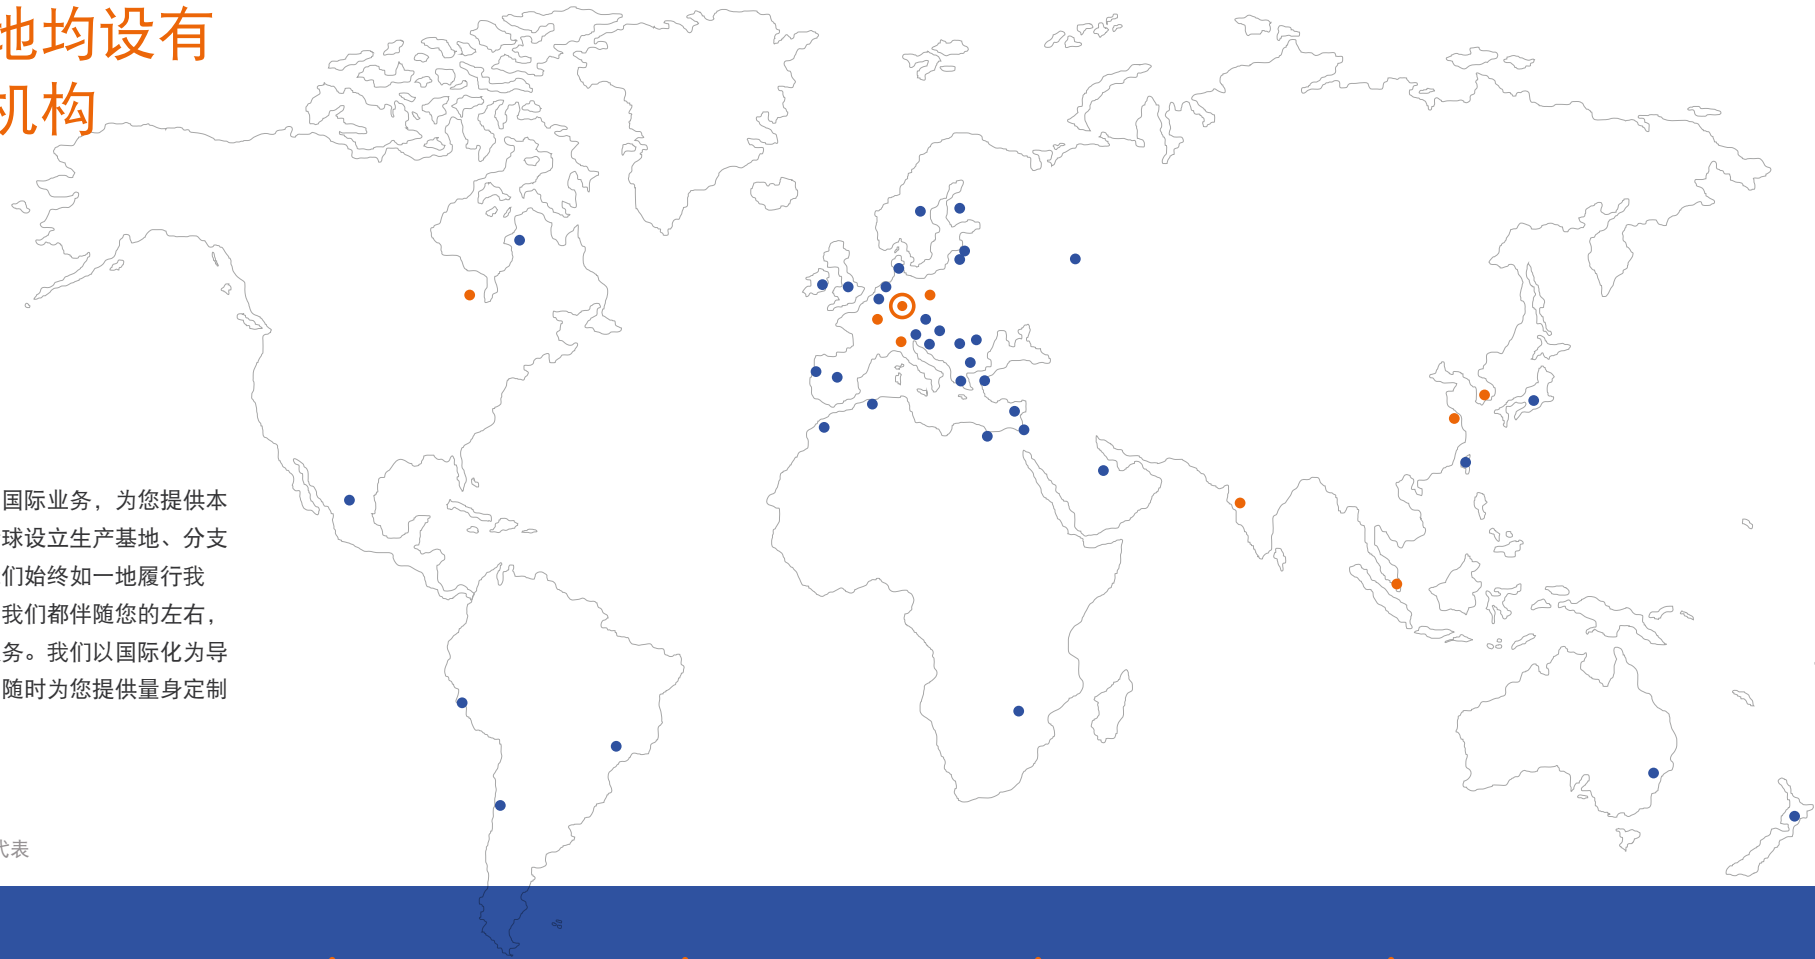 地均设有
机构
国际业务，为您提供本
球设立生产基地、分支
们始终如一地履行我
我们都伴随您的左右，
务。我们以国际化为导
随时为您提供量身定制
代表